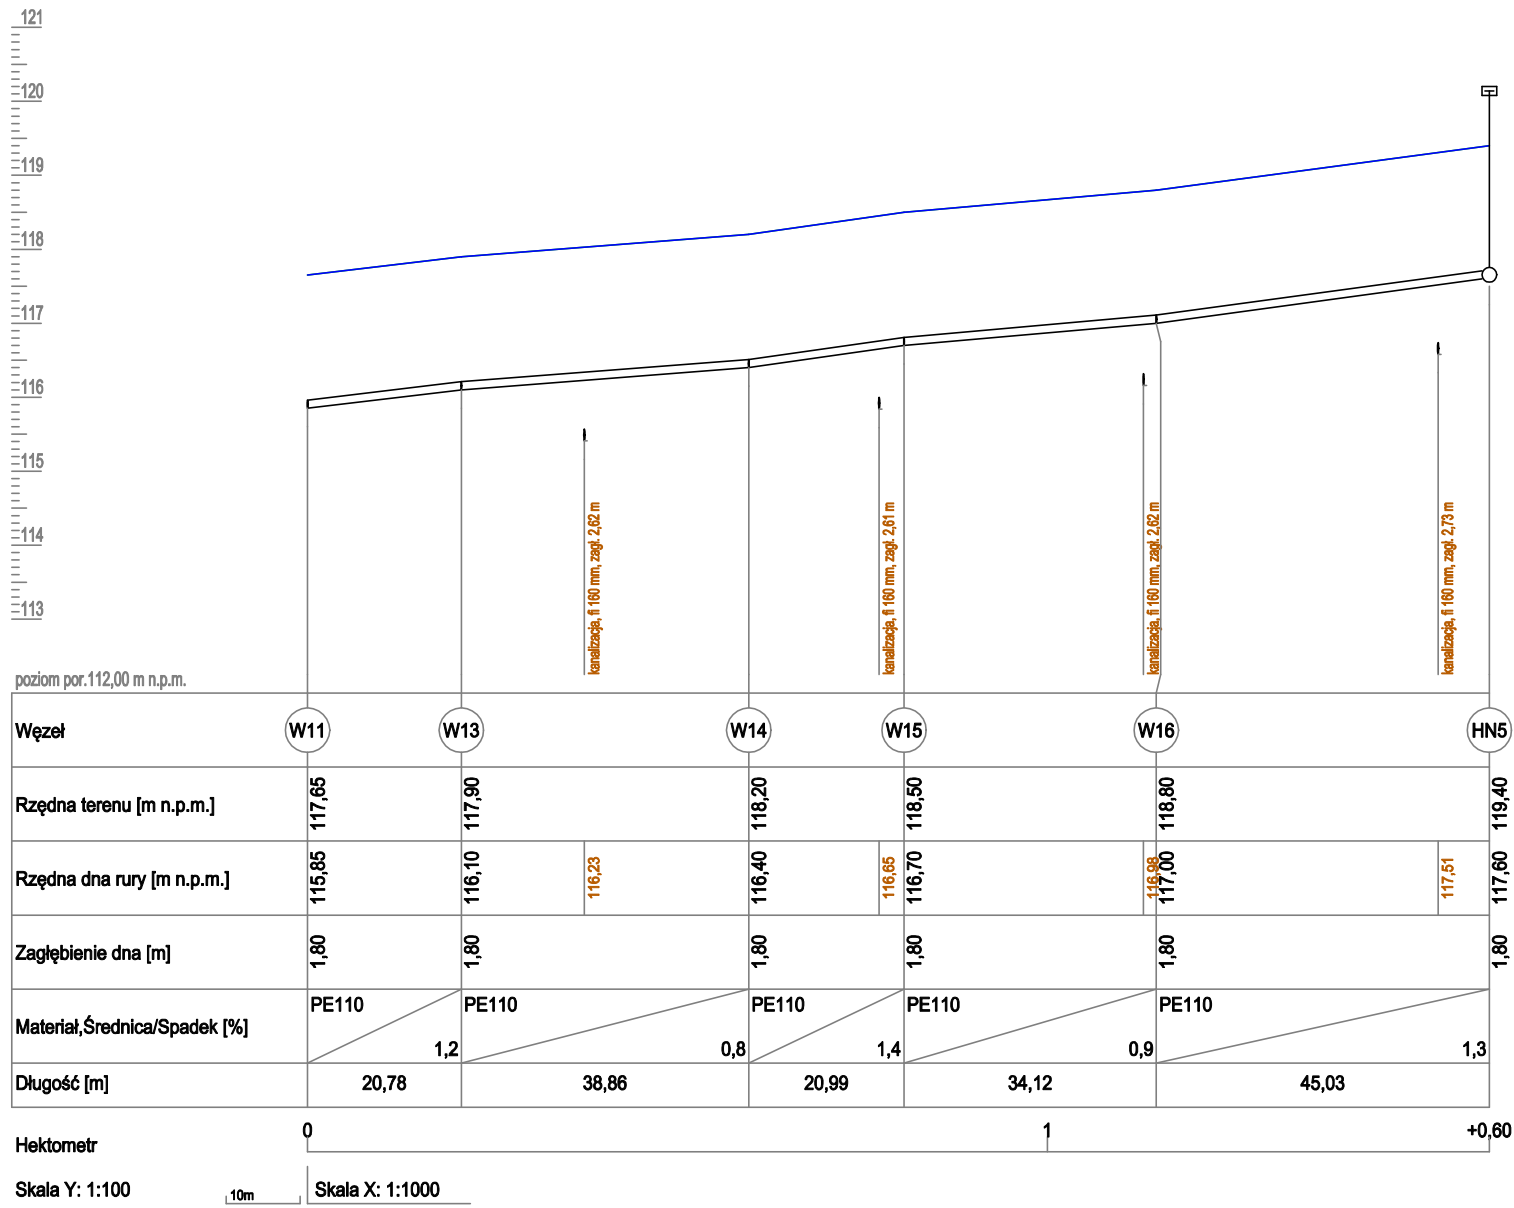 121
120
119
118
117
116
115
114
113
kanalizacja, fi 160 mm, zagł. 2,62 m
kanalizacja, fi 160 mm, zagł. 2,61 m
kanalizacja, fi 160 mm, zagł. 2,62 m
kanalizacja, fi 160 mm, zagł. 2,73 m
poziom por.112,00 m n.p.m.
Węzeł W11 W13 W14 W15 W16 HN5
Rzędna terenu [m n.p.m.] 117,65 117,90 118,20 118,50 118,80 119,40
Rzędna dna rury [m n.p.m.] 115,85 116,10 116,23 116,40 116,65 116,70 116,98 117,00 117,51 117,60
Zagłębienie dna [m] 1,80 1,80 1,80 1,80 1,80 1,80
PE110 PE110 PE110 PE110 PE110
Materiał,Średnica/Spadek [%]
1,2 0,8 1,4 0,9 1,3
Długość [m] 20,78 38,86 20,99 34,12 45,03
Hektometr 0 1 +0,60
Skala Y: 1:100 10m Skala X: 1:1000